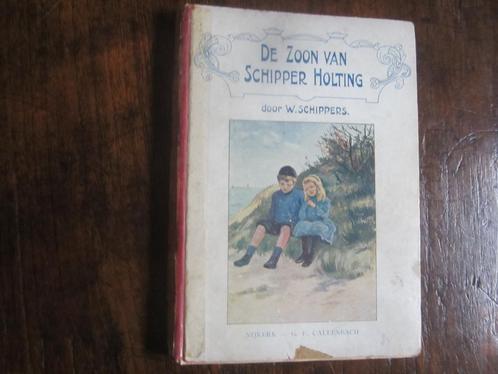 DE ZOON VAN
SCHIPPER HOLTING
door W. SCHIPPERS.
NIJKERK — G. F. CALLENBACH